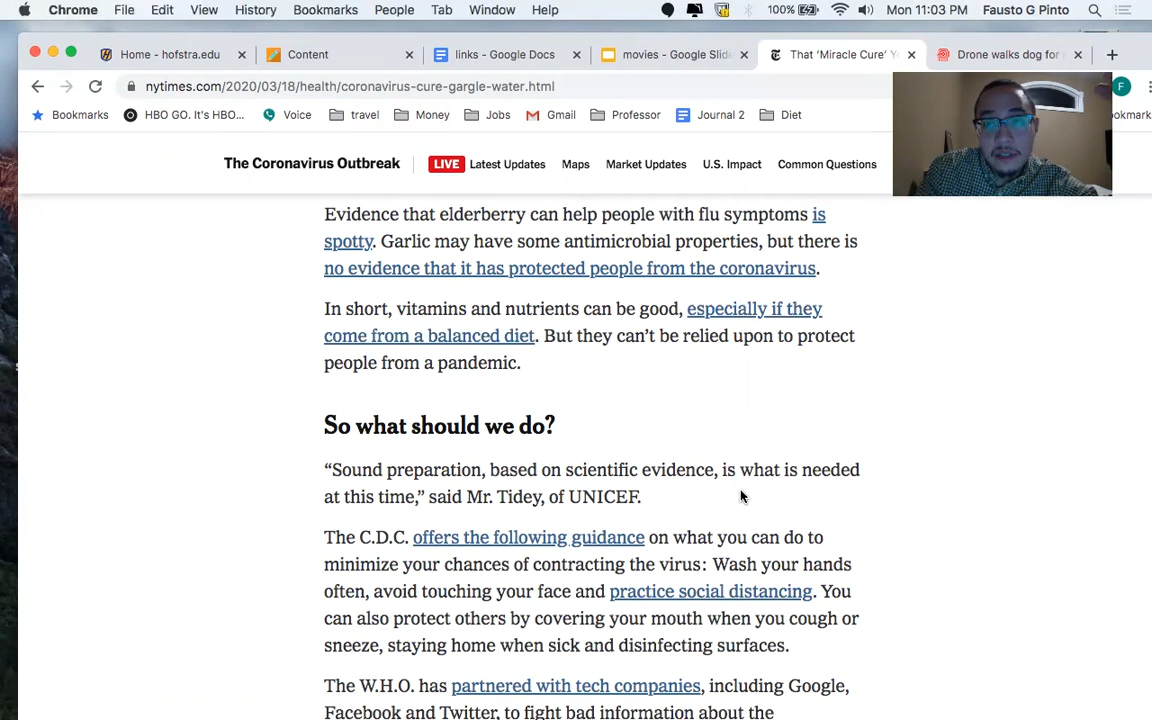 Chrome File Edit View History Bookmarks People Tab Window Help 100% Mon 11:03 PM Fausto G Pinto
Home - hofstra.edu Content links - Google Docs movies - Google Slide That ‘Miracle Cure’ Y Drone walks dog for
nytimes.com/2020/03/18/health/coronavirus-cure-gargle-water.html F
Bookmarks HBO GO. It's HBO... Voice travel Money Jobs Gmail Professor Journal 2 Diet
The Coronavirus Outbreak LIVE Latest Updates Maps Market Updates U.S. Impact Common Questions
Evidence that elderberry can help people with flu symptoms is
spotty. Garlic may have some antimicrobial properties, but there is
no evidence that it has protected people from the coronavirus.
In short, vitamins and nutrients can be good, especially if they
come from a balanced diet. But they can’t be relied upon to protect
people from a pandemic.
So what should we do?
“Sound preparation, based on scientific evidence, is what is needed
at this time,” said Mr. Tidey, of UNICEF.
The C.D.C. offers the following guidance on what you can do to
minimize your chances of contracting the virus: Wash your hands
often, avoid touching your face and practice social distancing. You
can also protect others by covering your mouth when you cough or
sneeze, staying home when sick and disinfecting surfaces.
The W.H.O. has partnered with tech companies, including Google,
Facebook and Twitter, to fight bad information about the